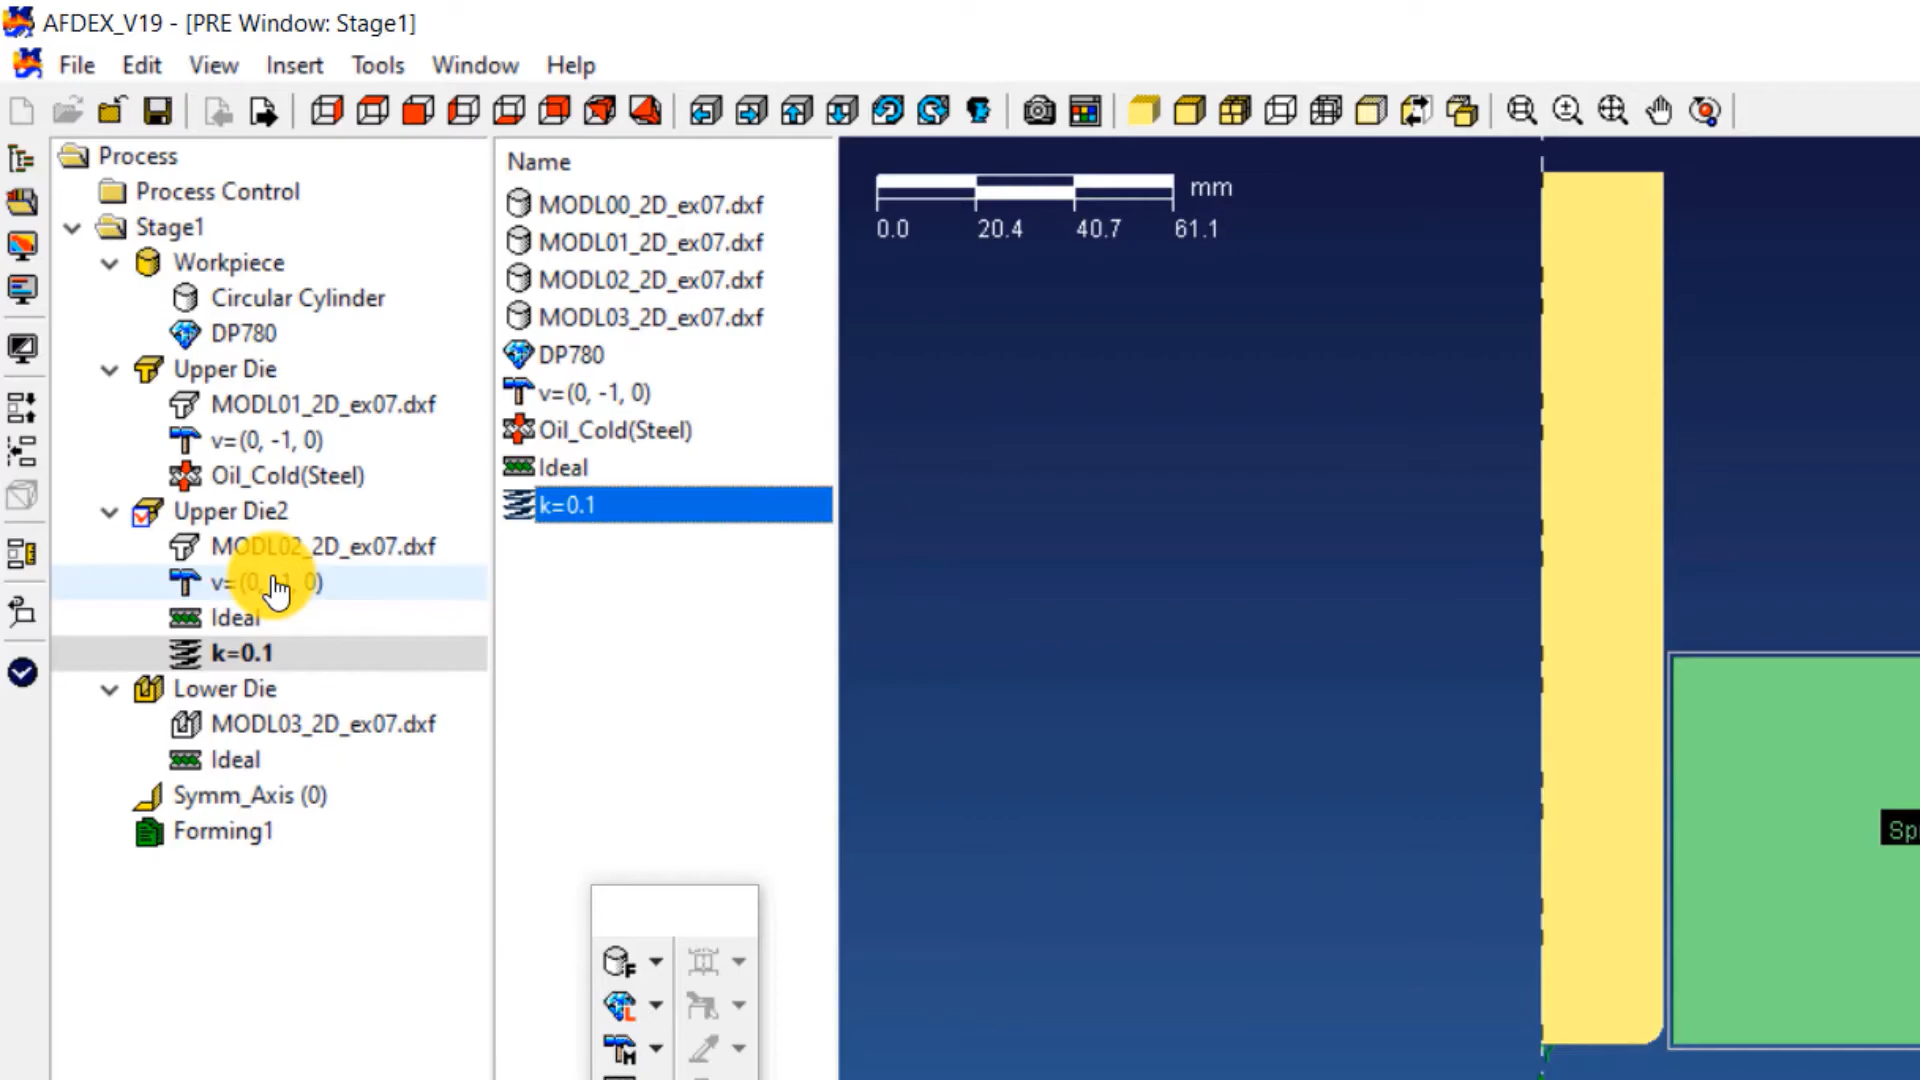 AFDEX_V19 - [PRE Window: Stage1]
File Edit View Insert Tools Window Help
Process
Process Control
Stage1
Workpiece
Circular Cylinder
DP780
Upper Die
MODL01_2D_ex07.dxf
v=(0, -1, 0)
Oil_Cold(Steel)
Upper Die2
MODL02_2D_ex07.dxf
v=(0, -1, 0)
Ideal
k=0.1
Lower Die
MODL03_2D_ex07.dxf
Ideal
Symm_Axis (0)
Forming1
Name
MODL00_2D_ex07.dxf
MODL01_2D_ex07.dxf
MODL02_2D_ex07.dxf
MODL03_2D_ex07.dxf
DP780
v=(0, -1, 0)
Oil_Cold(Steel)
Ideal
k=0.1
mm
0.0 20.4 40.7 61.1
Sp